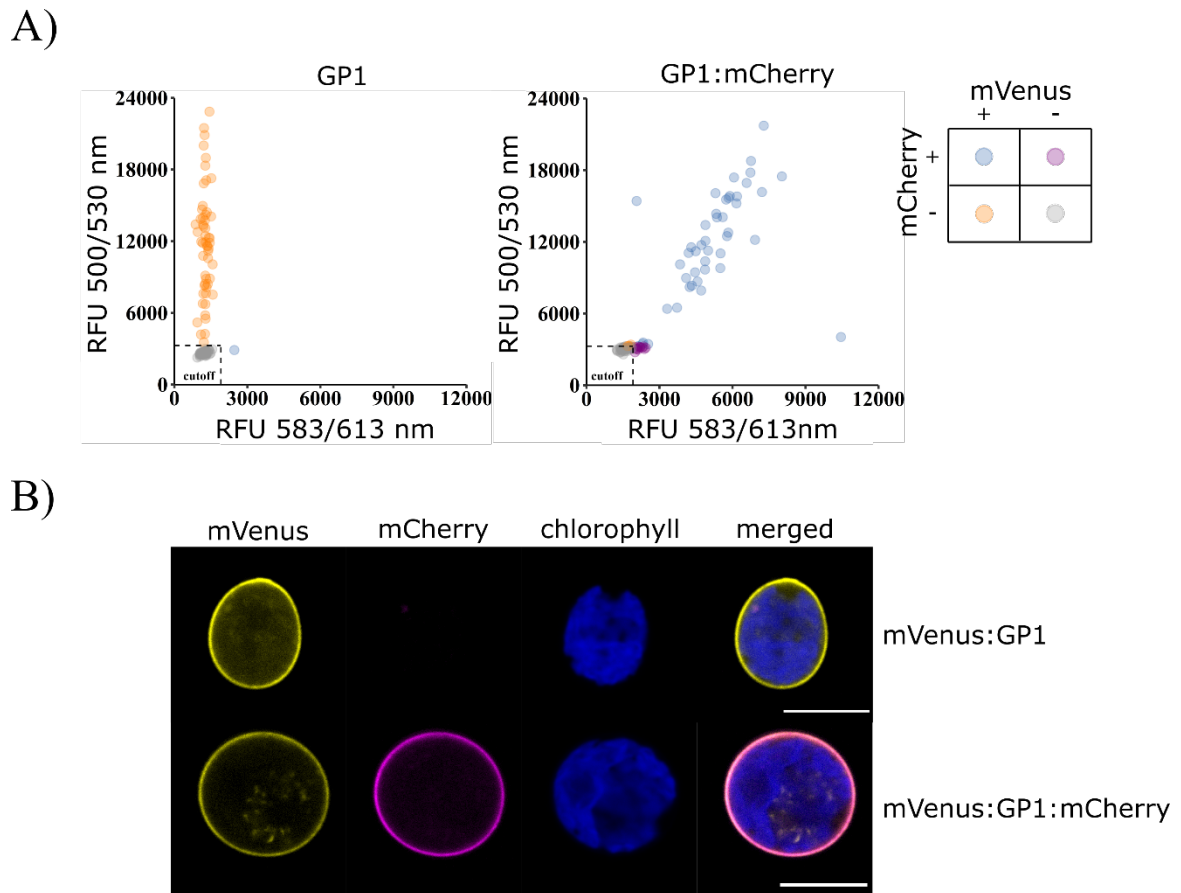 A)
GP1
24000
18000
12000
6000
0
RFU 500/530 nm
cutoff
0 3000 6000 9000 12000
RFU 583/613 nm
GP1:mCherry
24000
18000
12000
6000
0
RFU 500/530 nm
cutoff
0 3000 6000 9000 12000
RFU 583/613nm
mVenus
+ -
mCherry
+
-
B)
mVenus mCherry chlorophyll merged
mVenus:GP1
mVenus:GP1:mCherry